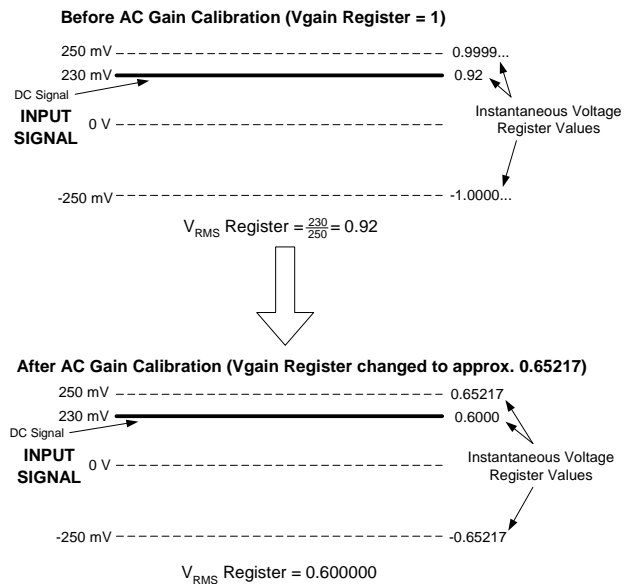 Before AC Gain Calibration (Vgain Register = 1)
250 mV
0.9999...
230 mV
0.92
DC Signal
INPUT
SIGNAL
0 V
Instantaneous Voltage
Register Values
-250 mV
-1.0000...
VRMS Register = 230/250 = 0.92
After AC Gain Calibration (Vgain Register changed to approx. 0.65217)
250 mV
0.65217
230 mV
0.6000
DC Signal
INPUT
SIGNAL
0 V
Instantaneous Voltage
Register Values
-250 mV
-0.65217
VRMS Register = 0.600000